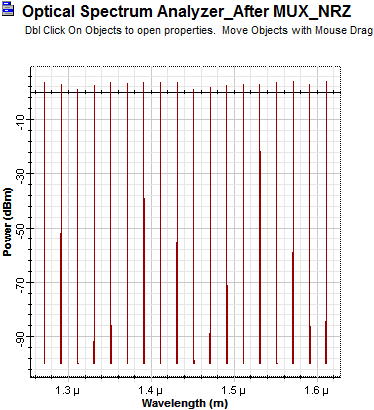 Optical Spectrum Analyzer_After MUX_NRZ
Dbl Click On Objects to open properties. Move Objects with Mouse Drag
Power (dBm)
-10
-30
-50
-70
-90
1.3 µ
1.4 µ
1.5 µ
1.6 µ
Wavelength (m)